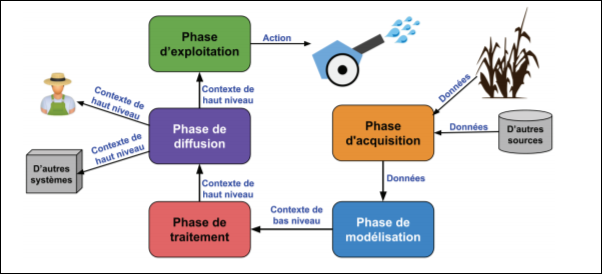 Phase
d'exploitation
Action
Contexte de
haut niveau
Contexte de
haut niveau
Phase de
diffusion
Contexte de
haut niveau
D'autres
systèmes
Contexte de
haut niveau
Phase de
traitement
Contexte de
bas niveau
Phase de
modélisation
Données
Phase
d'acquisition
Données
Données
D'autres
sources